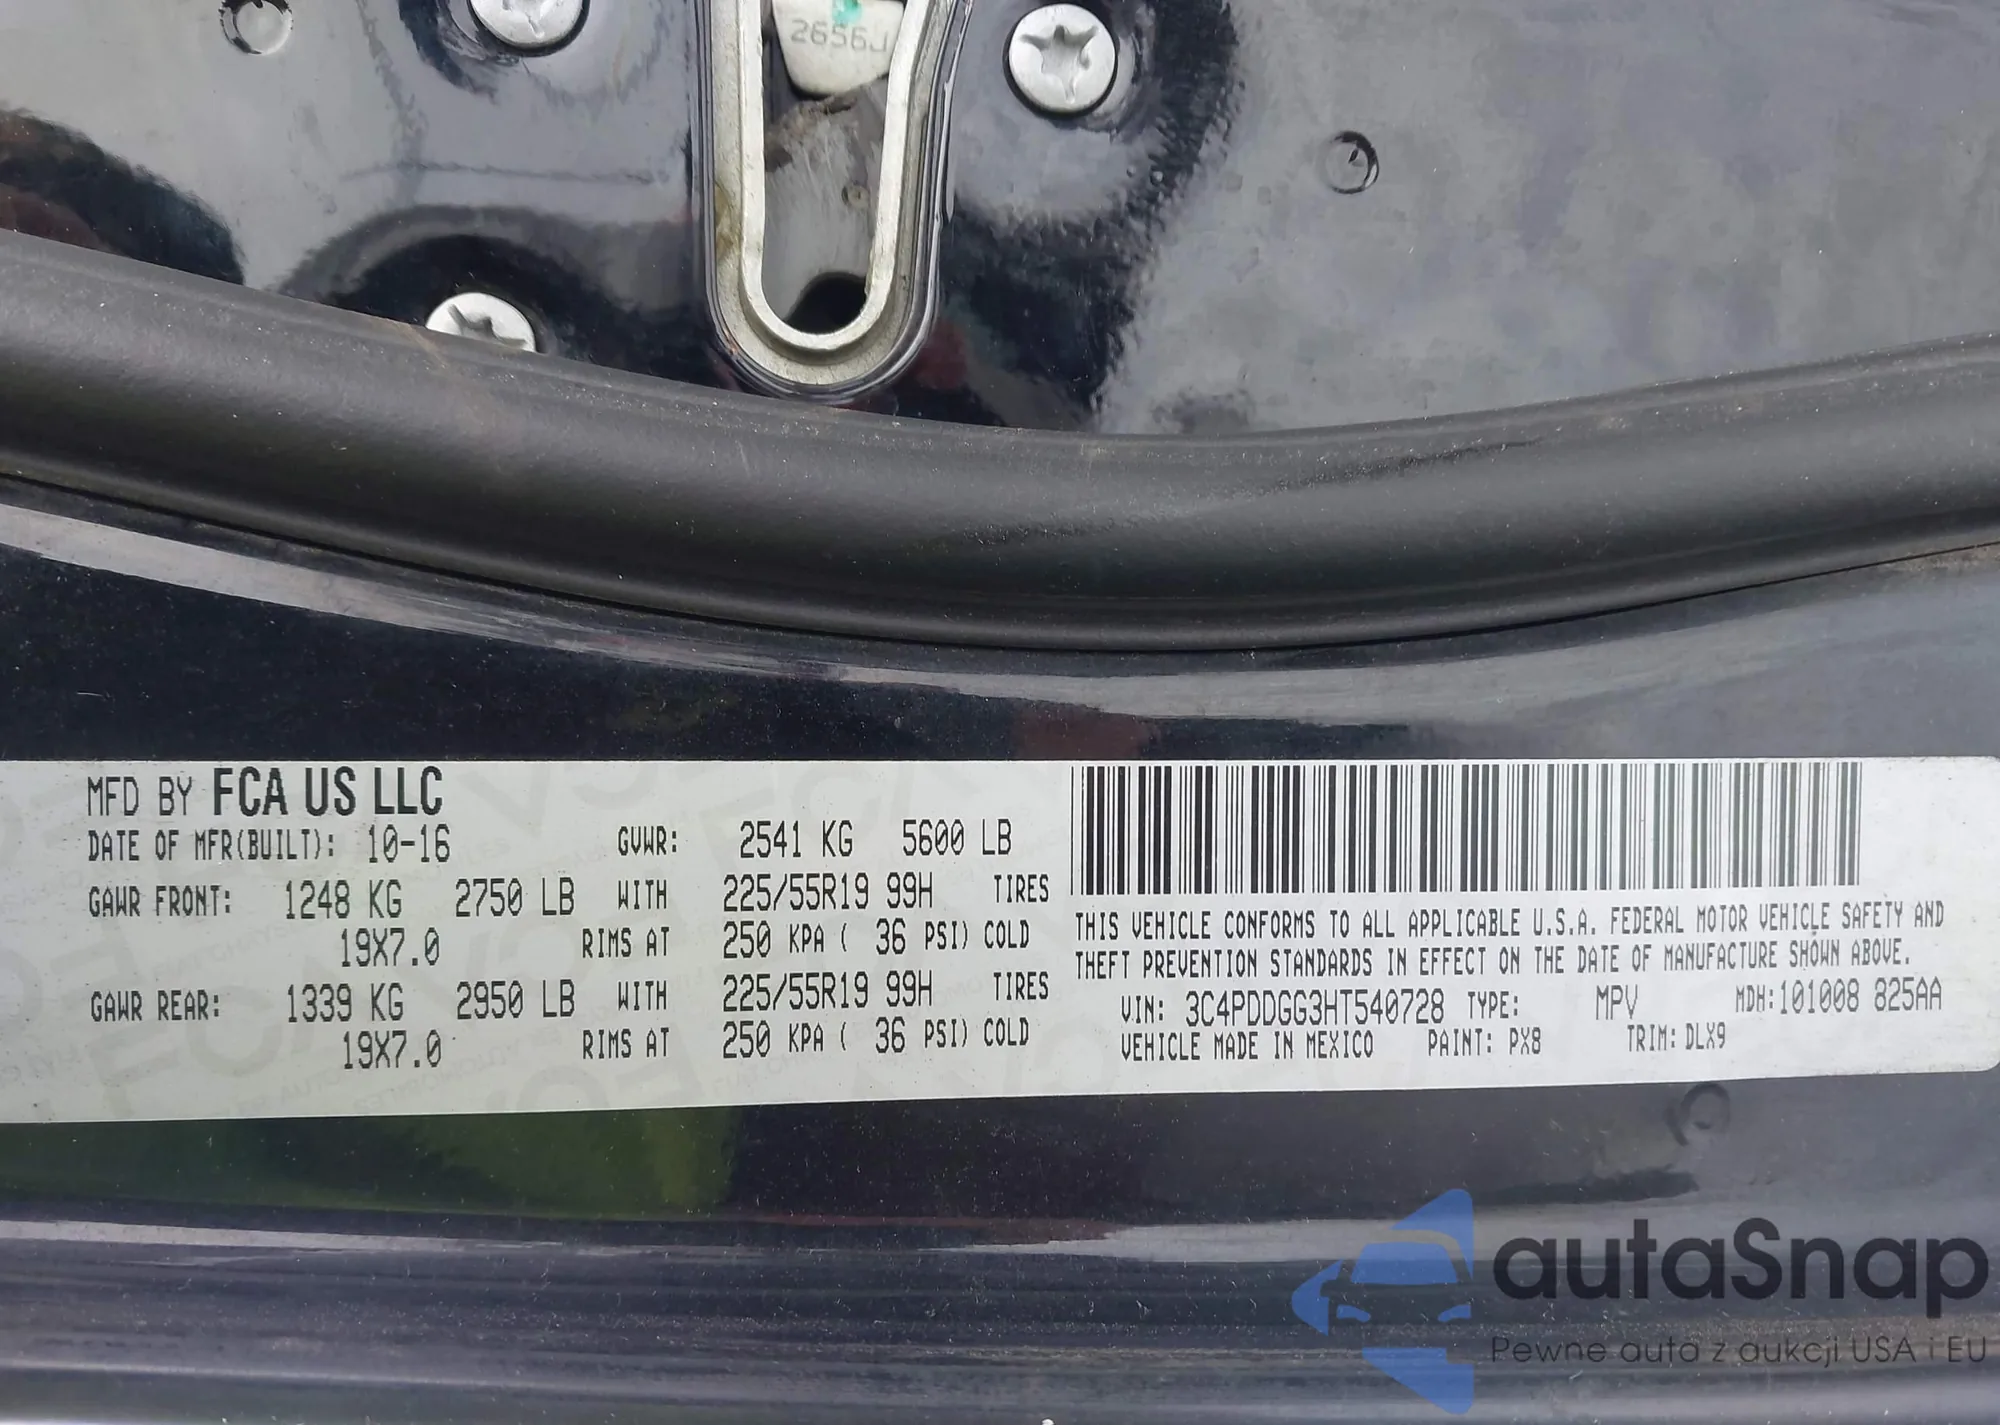 2656J
MFD BY FCA US LLC
DATE OF MFR(BUILT): 10-16 GVWR: 2541 KG 5600 LB
GAWR FRONT: 1248 KG 2750 LB WITH 225/55R19 99H TIRES
19X7.0 RIMS AT 250 KPA ( 36 PSI) COLD
GAWR REAR: 1339 KG 2950 LB WITH 225/55R19 99H TIRES
19X7.0 RIMS AT 250 KPA ( 36 PSI) COLD
THIS VEHICLE CONFORMS TO ALL APPLICABLE U.S.A. FEDERAL MOTOR VEHICLE SAFETY AND
THEFT PREVENTION STANDARDS IN EFFECT ON THE DATE OF MANUFACTURE SHOWN ABOVE.
VIN: 3C4PDDGG3HT540728 TYPE: MPV MDH:101008 825AA
VEHICLE MADE IN MEXICO PAINT: PX8 TRIM: DLX9
autaSnap
Pewne auta z aukcji USA i EU